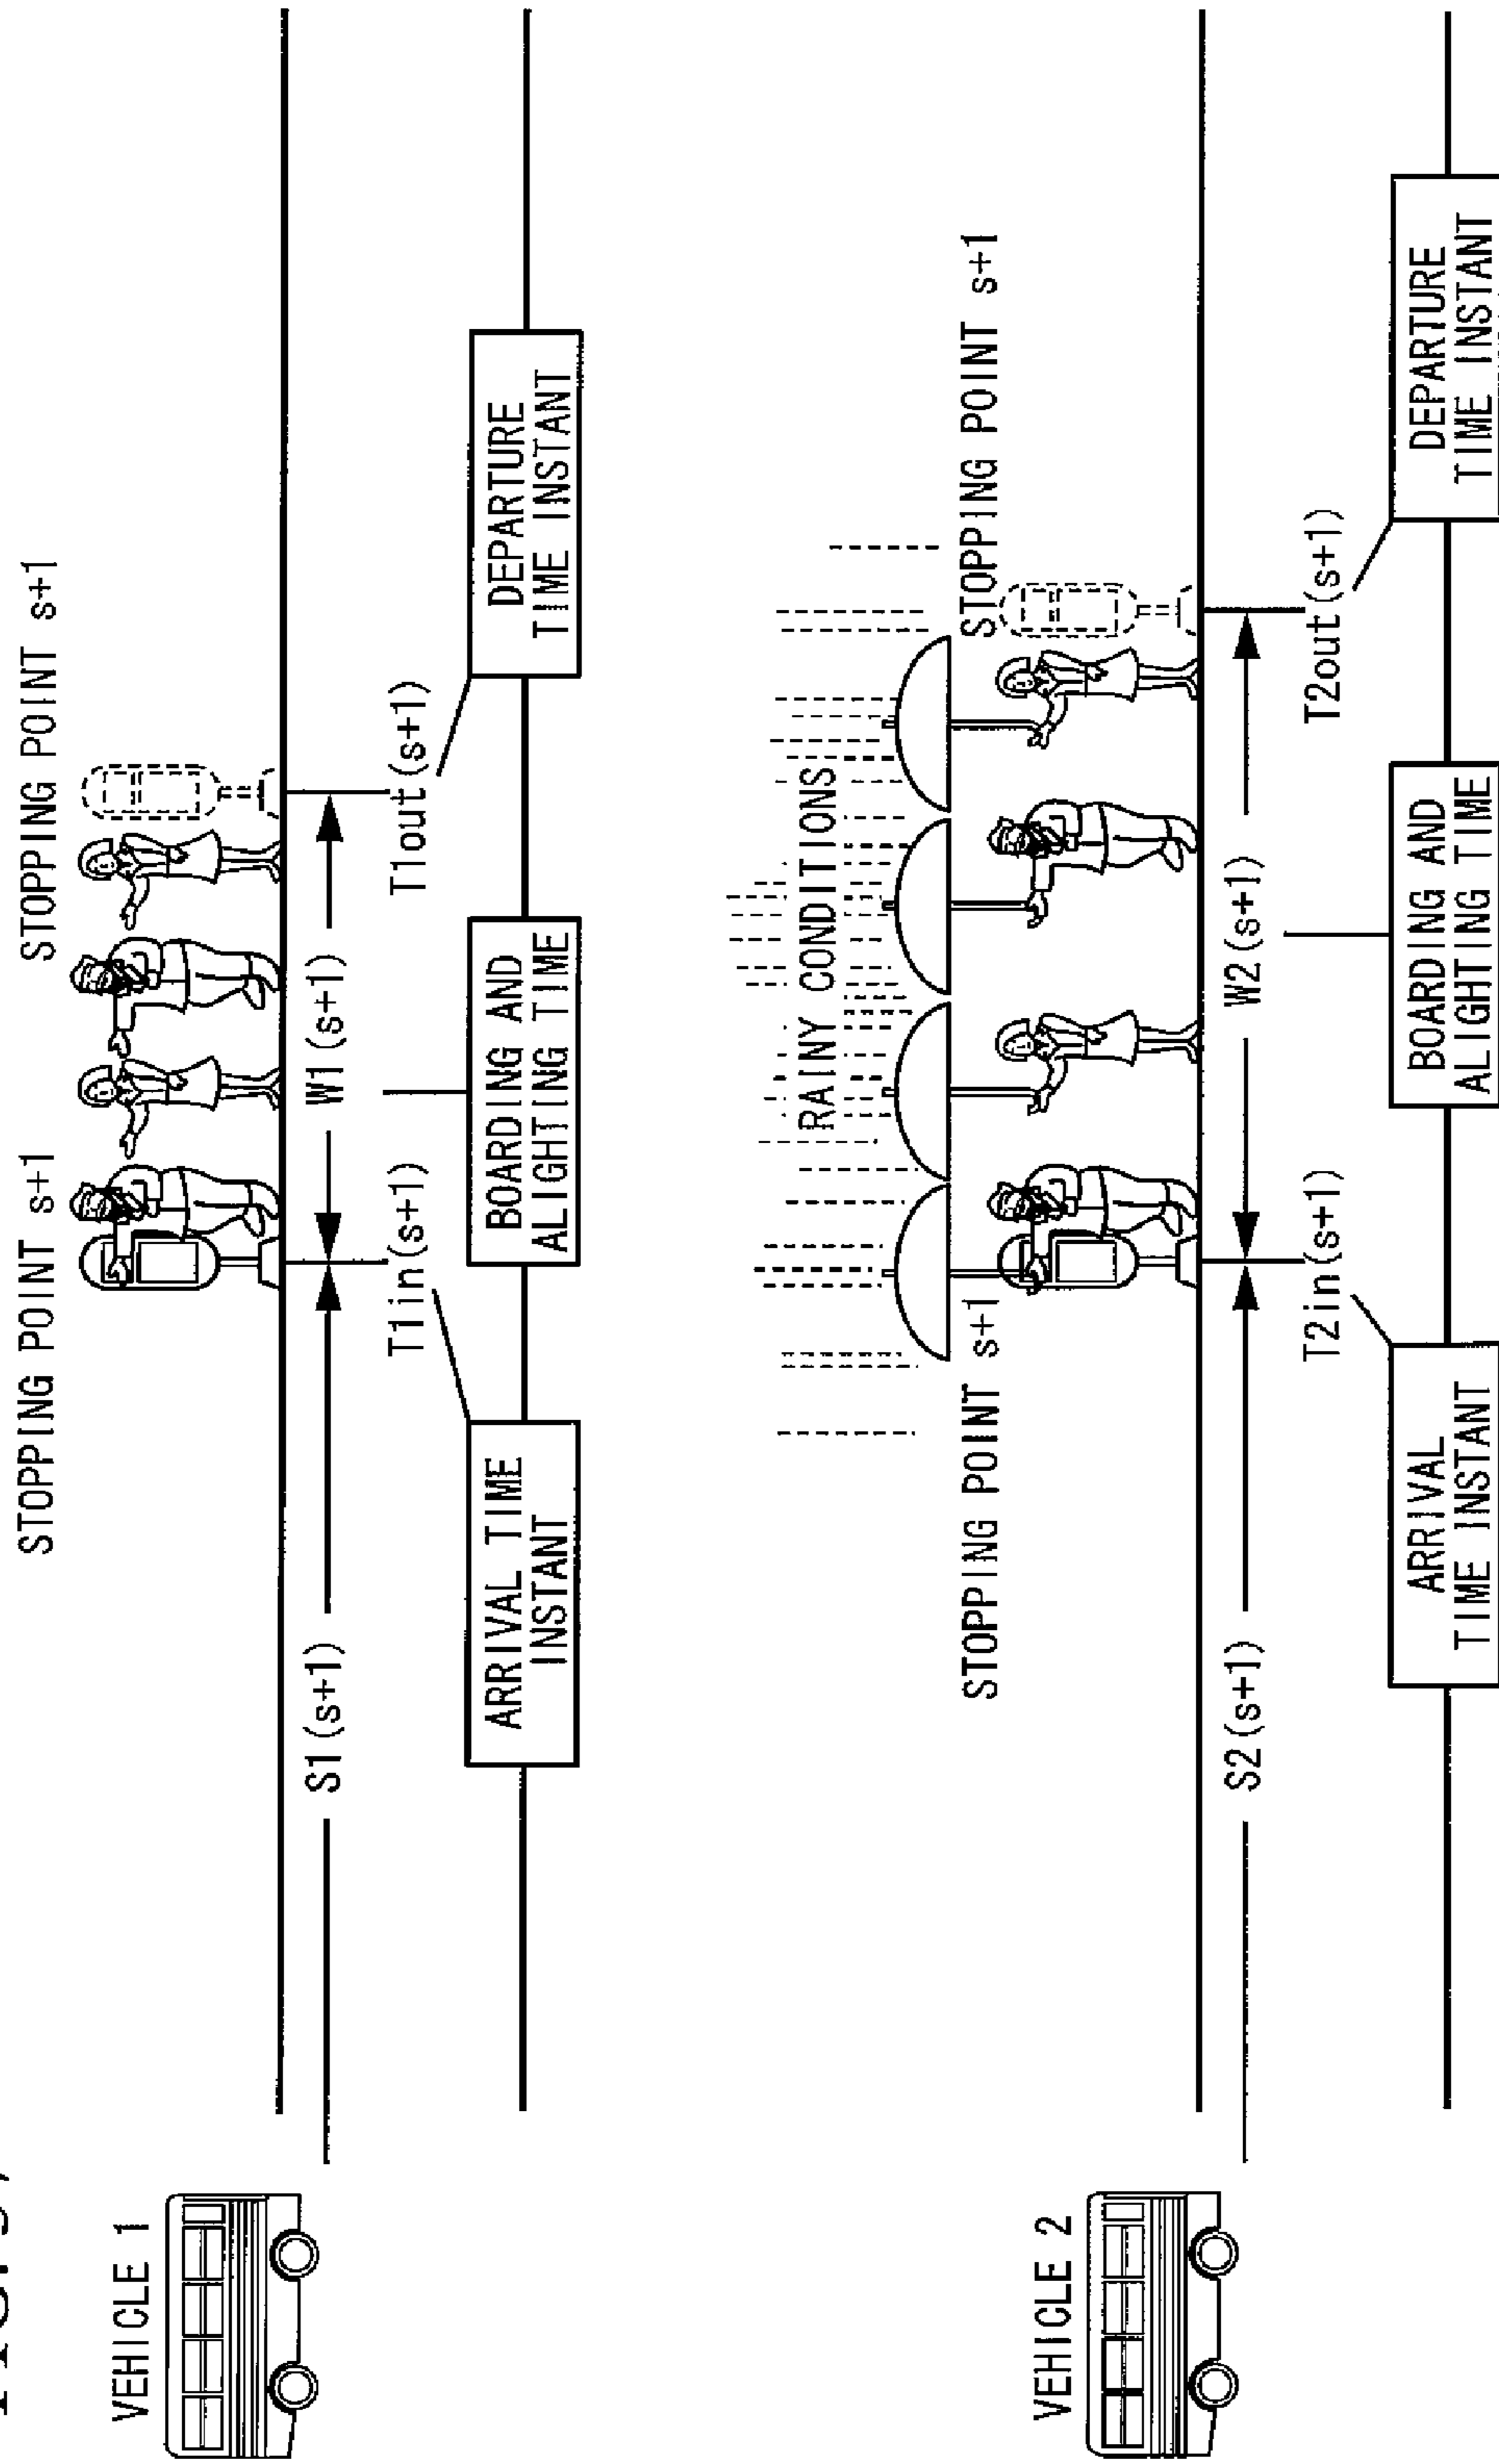 VEHICLE 1
STOPPING POINT s+1
STOPPING POINT s+1
S1(s+1)
W1(s+1)
T1in(s+1)
T1out(s+1)
ARRIVAL TIME
INSTANT
BOARDING AND
ALIGHTING TIME
DEPARTURE
TIME INSTANT
VEHICLE 2
RAINY CONDITIONS
STOPPING POINT s+1
STOPPING POINT s+1
S2(s+1)
W2(s+1)
T2in(s+1)
T2out(s+1)
ARRIVAL
TIME INSTANT
BOARDING AND
ALIGHTING TIME
DEPARTURE
TIME INSTANT